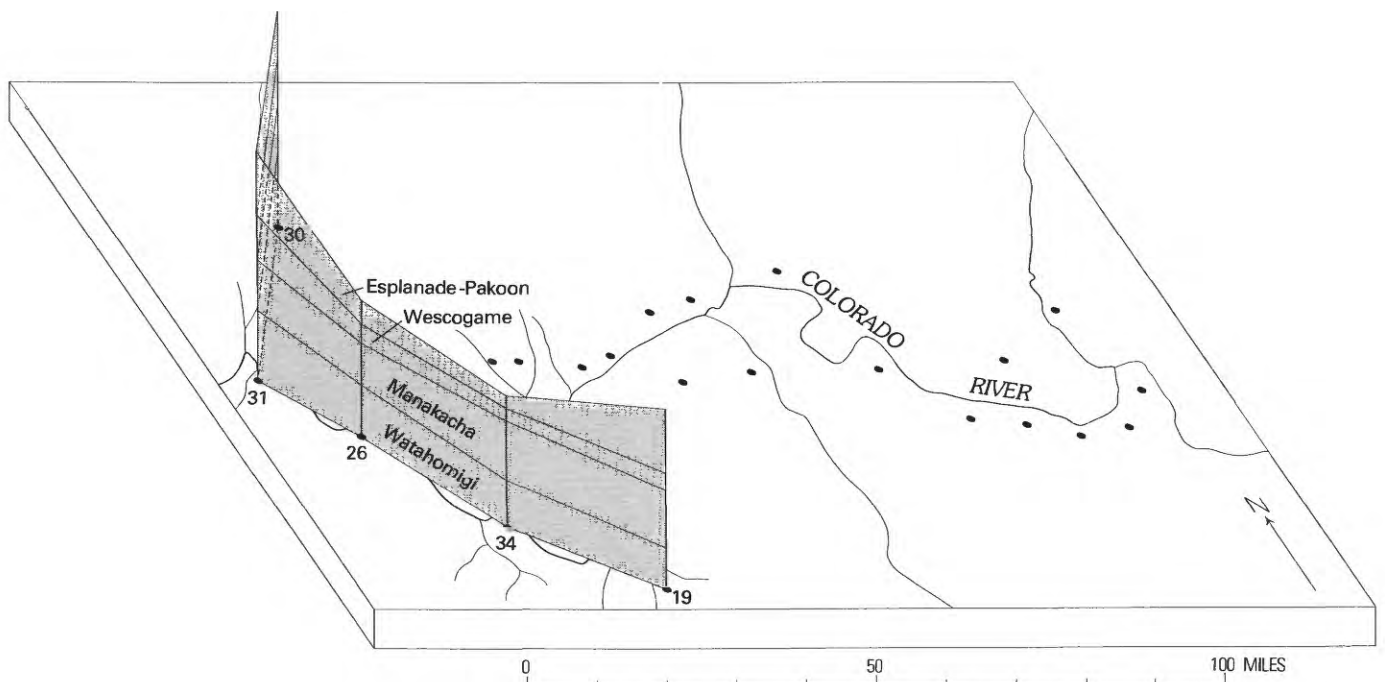 30
Esplanade-Pakoon
Wescogame
COLORADO
RIVER
Manakacha
Watahomigi
31
26
34
19
N
0 50 100 MILES